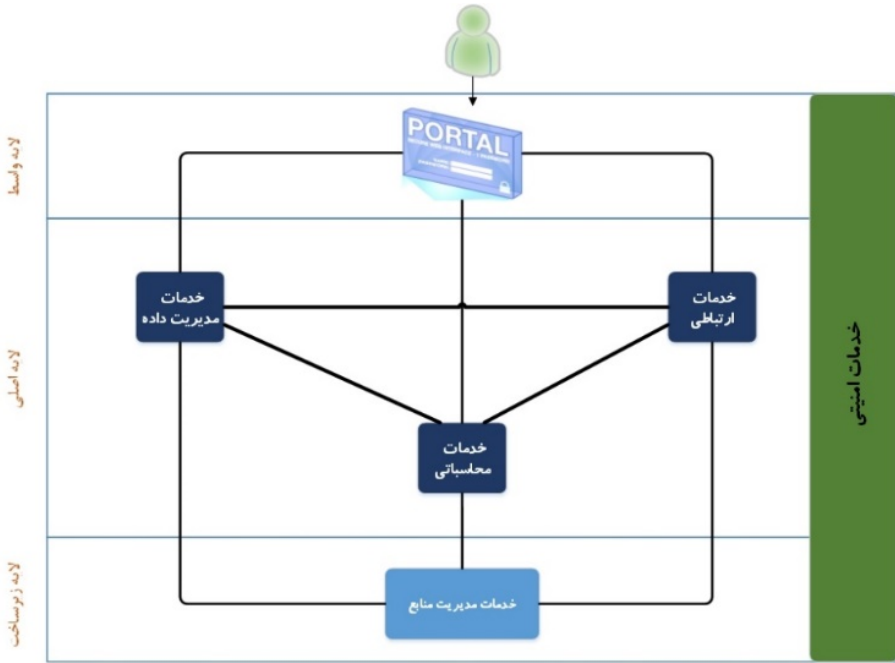 PORTAL
لایه واسط
خدمات
مدیریت داده
خدمات
ارتباطی
لایه اصلی
خدمات امنیتی
خدمات
محاسباتی
لایه زیرساخت
خدمات مدیریت منابع